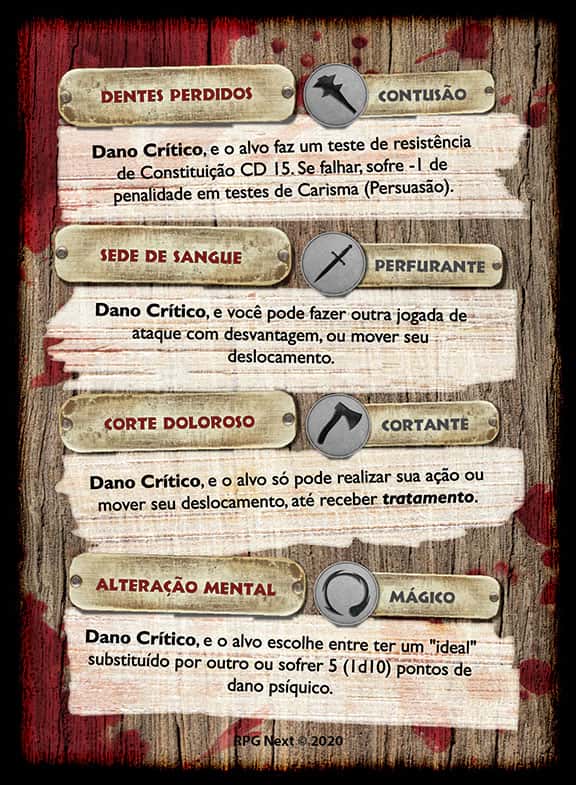 DENTES PERDIDOS
CONTUSÃO
Dano Crítico, e o alvo faz um teste de resistência
de Constituição CD 15. Se falhar, sofre -1 de
penalidade em testes de Carisma (Persuasão).
SEDE DE SANGUE
PERFURANTE
Dano Crítico, e você pode fazer outra jogada de
ataque com desvantagem, ou mover seu
deslocamento.
CORTE DOLOROSO
CORTANTE
Dano Crítico, e o alvo só pode realizar sua ação ou
mover seu deslocamento, até receber tratamento.
ALTERAÇÃO MENTAL
MÁGICO
Dano Crítico, e o alvo escolhe entre ter um "ideal"
substituído por outro ou sofrer 5 (1d10) pontos de
dano psíquico.
RPG Next © 2020